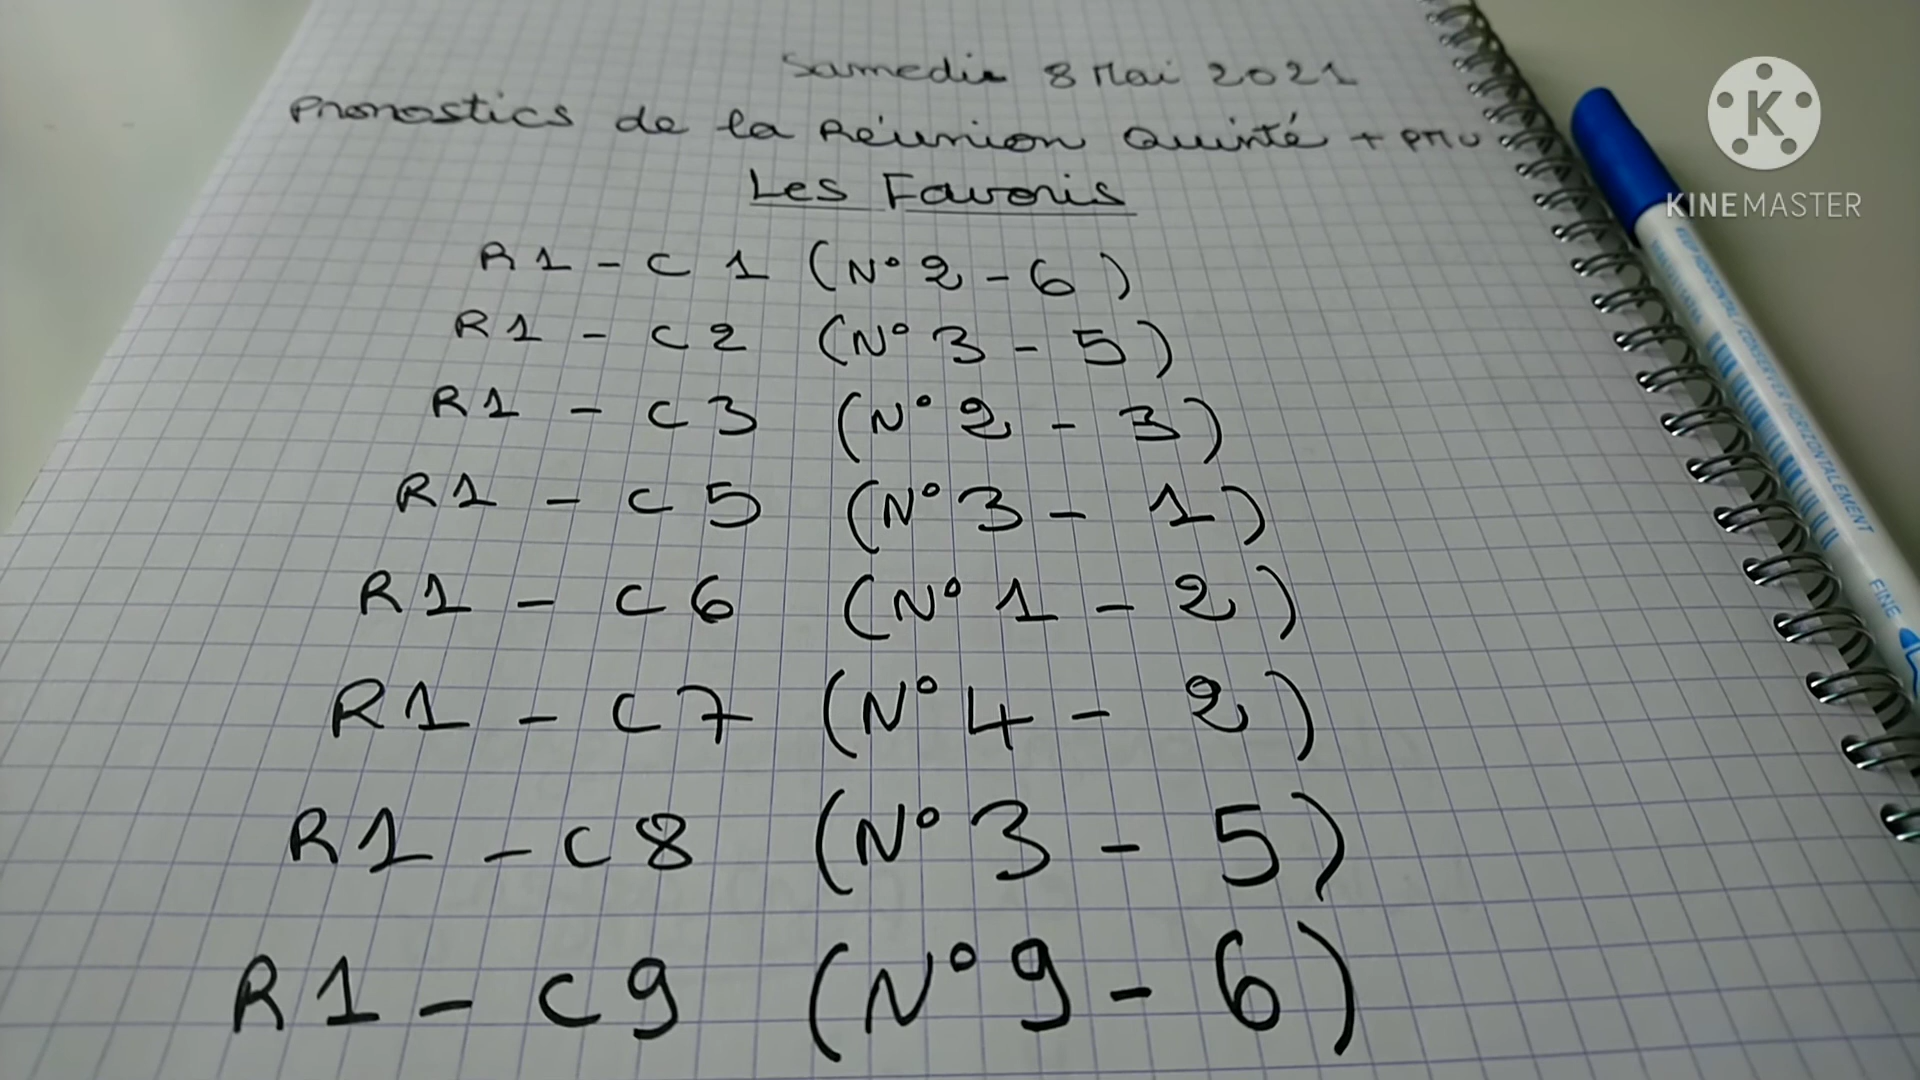 Samedi 8 Mai 2021
Pronostics de la Réunion Quinté + PMU
Les Favoris
R1 - C1 (N° 2 - 6)
R1 - C2 (N° 3 - 5)
R1 - C3 (N° 2 - 3)
R1 - C5 (N° 3 - 1)
R1 - C6 (N° 1 - 2)
R1 - C7 (N° 4 - 2)
R1 - C8 (N° 3 - 5)
R1 - C9 (N° 9 - 6)
K
KINEMASTER
FINE